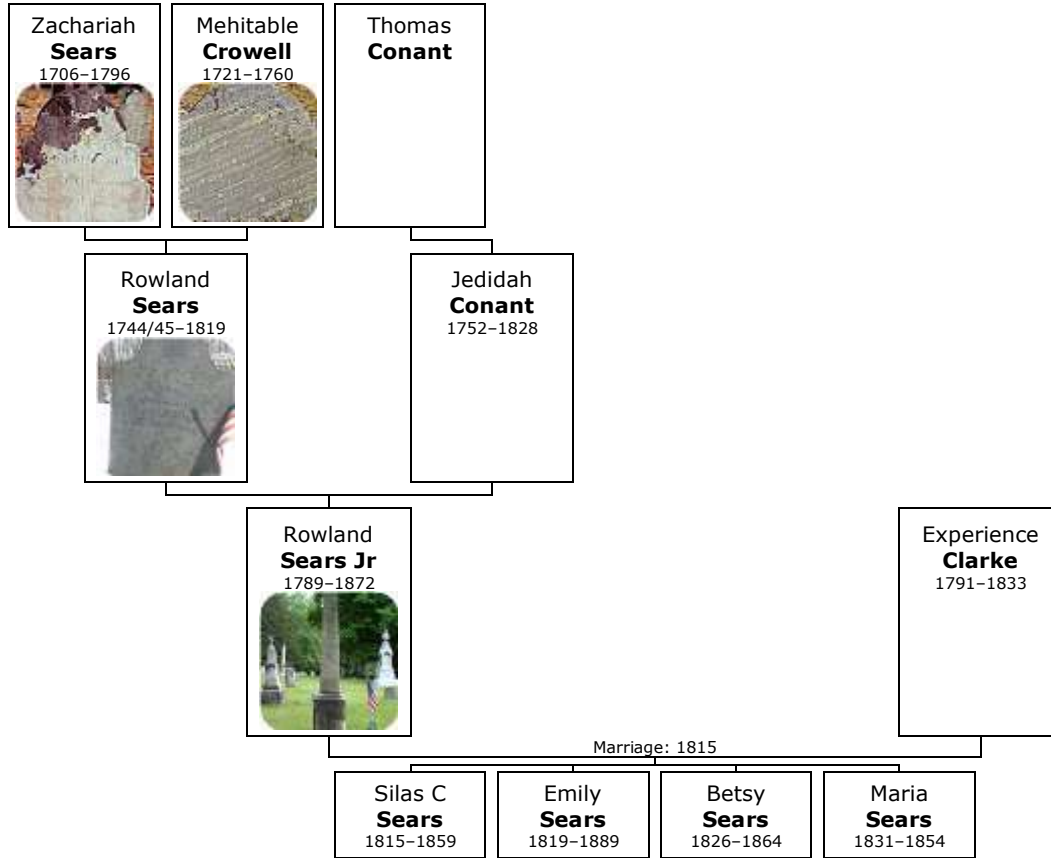 Zachariah
Sears
1706–1796
Mehitable
Crowell
1721–1760
Thomas
Conant
Rowland
Sears
1744/45–1819
Jedidah
Conant
1752–1828
Rowland
Sears Jr
1789–1872
Experience
Clarke
1791–1833
Marriage: 1815
Silas C
Sears
1815–1859
Emily
Sears
1819–1889
Betsy
Sears
1826–1864
Maria
Sears
1831–1854